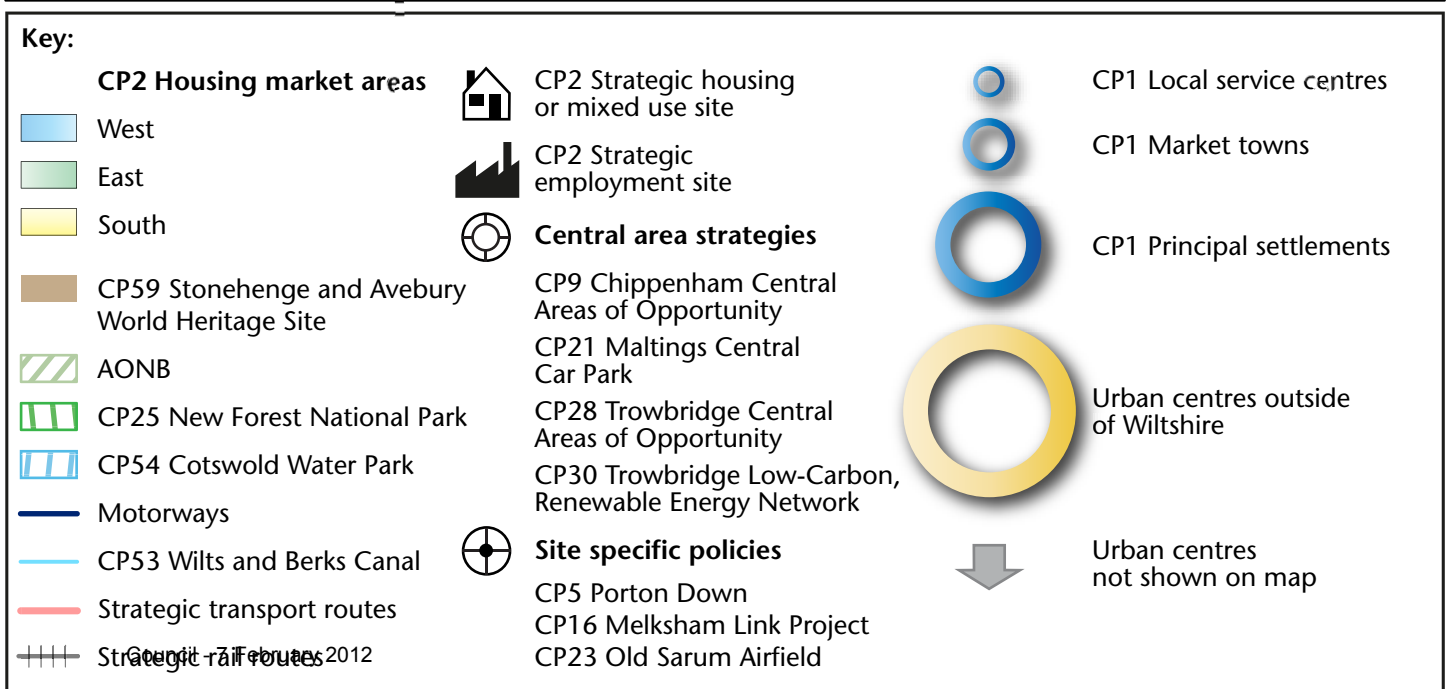 Key:
CP2 Housing market areas
West
East
South
CP59 Stonehenge and Avebury
World Heritage Site
AONB
CP25 New Forest National Park
CP54 Cotswold Water Park
Motorways
CP53 Wilts and Berks Canal
Strategic transport routes
Strategic rail routes
Council - 7 February 2012
CP2 Strategic housing
or mixed use site
CP2 Strategic
employment site
Central area strategies
CP9 Chippenham Central
Areas of Opportunity
CP21 Maltings Central
Car Park
CP28 Trowbridge Central
Areas of Opportunity
CP30 Trowbridge Low-Carbon,
Renewable Energy Network
Site specific policies
CP5 Porton Down
CP16 Melksham Link Project
CP23 Old Sarum Airfield
CP1 Local service centres
CP1 Market towns
CP1 Principal settlements
Urban centres outside
of Wiltshire
Urban centres
not shown on map